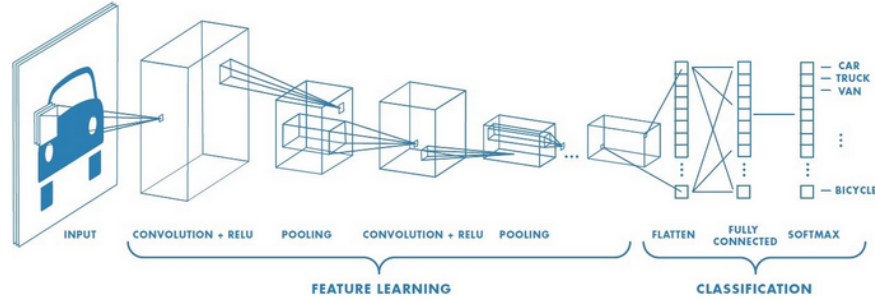 CAR
TRUCK
VAN
BICYCLE
INPUT
CONVOLUTION + RELU
POOLING
CONVOLUTION + RELU
POOLING
FLATTEN
FULLY
CONNECTED
SOFTMAX
FEATURE LEARNING
CLASSIFICATION